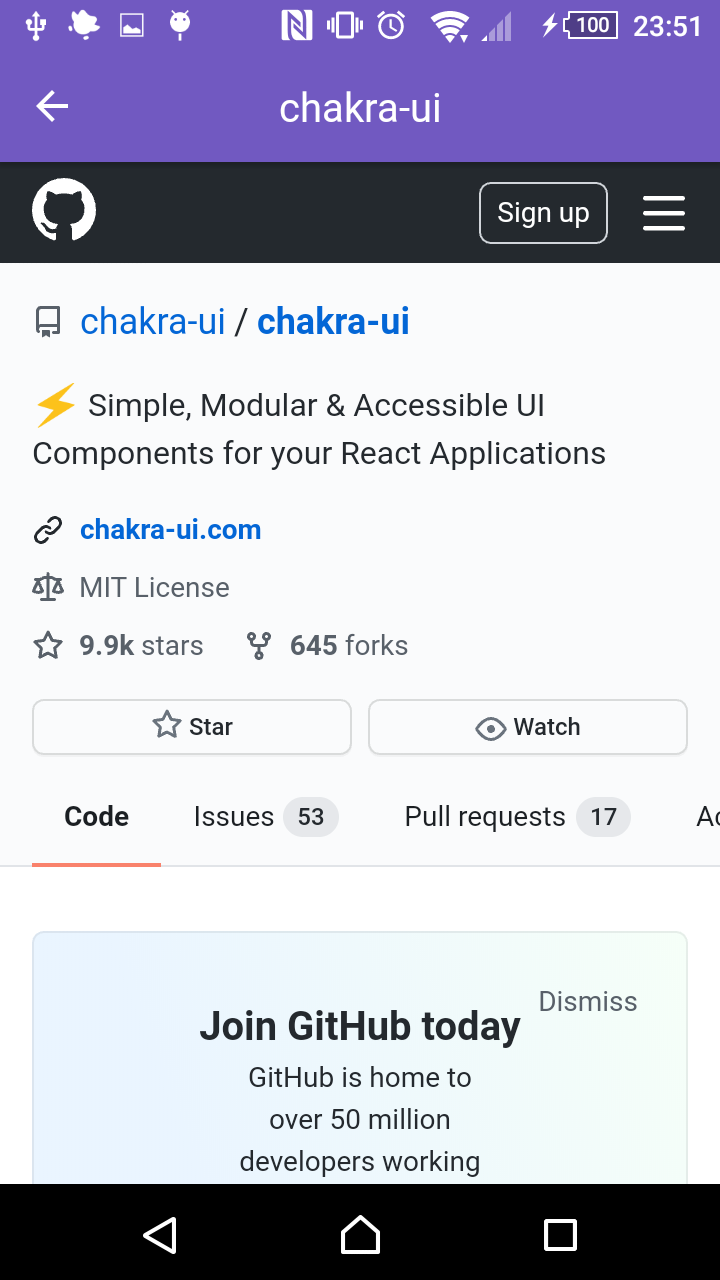 100 23:51
chakra-ui
Sign up
chakra-ui / chakra-ui
⚡ Simple, Modular & Accessible UI
Components for your React Applications
chakra-ui.com
MIT License
9.9k stars 645 forks
Star Watch
Code Issues 53 Pull requests 17
Dismiss
Join GitHub today
GitHub is home to
over 50 million
developers working